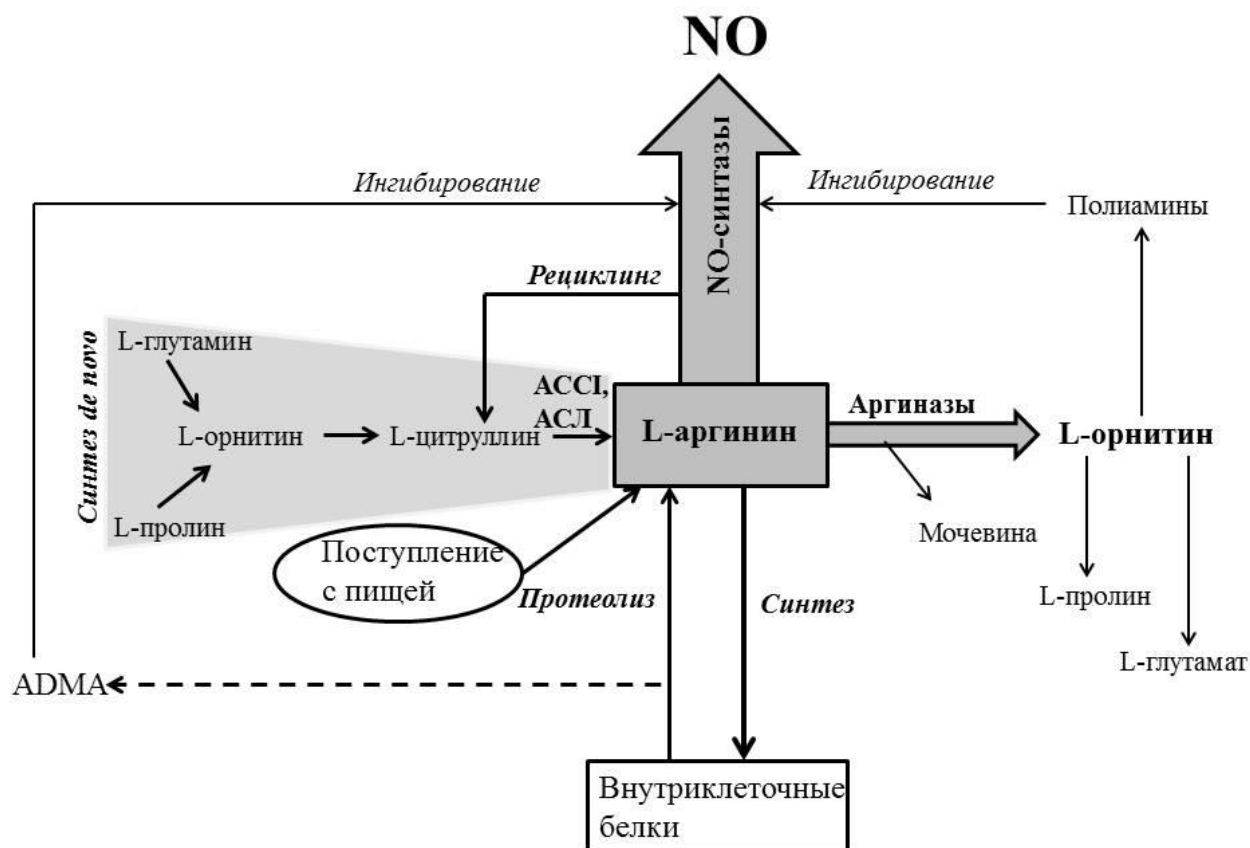 NO
NO-синтазы
Ингибирование
Ингибирование
Полиамины
Рециклинг
Синтез de novo
L-глутамин
L-орнитин
L-пролин
L-цитруллин
АССІ,
АСЛ
L-аргинин
Аргиназы
L-орнитин
Мочевина
L-пролин
L-глутамат
Поступление
с пищей
Протеолиз
Синтез
ADMA
Внутриклеточные
белки